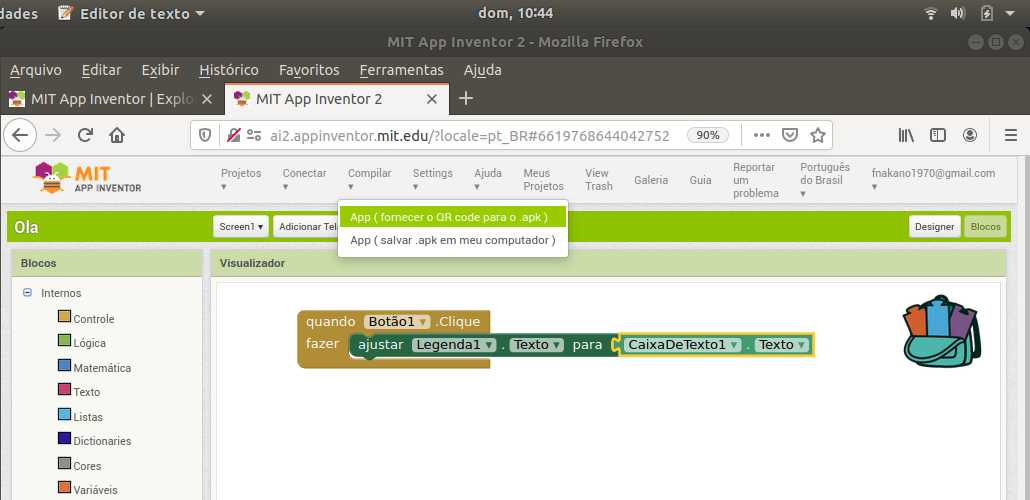 dades Editor de texto dom, 10:44
MIT App Inventor 2 - Mozilla Firefox
Arquivo Editar Exibir Histórico Favoritos Ferramentas Ajuda
MIT App Inventor | Explo MIT App Inventor 2
ai2.appinventor.mit.edu/?locale=pt_BR#6619768644042752 90%
MIT
APP INVENTOR
Projetos Conectar Compilar Settings Ajuda Meus Projetos View Trash Galeria Guia Reportar um problema Português do Brasil fnakano1970@gmail.com
Ola Screen1 Adicionar Tel Designer Blocos
App ( fornecer o QR code para o .apk )
App ( salvar .apk em meu computador )
Blocos Visualizador
Internos
Controle
Lógica
Matemática
Texto
Listas
Dictionaries
Cores
Variáveis
quando Botão1 .Clique
fazer ajustar Legenda1 . Texto para CaixaDeTexto1 . Texto